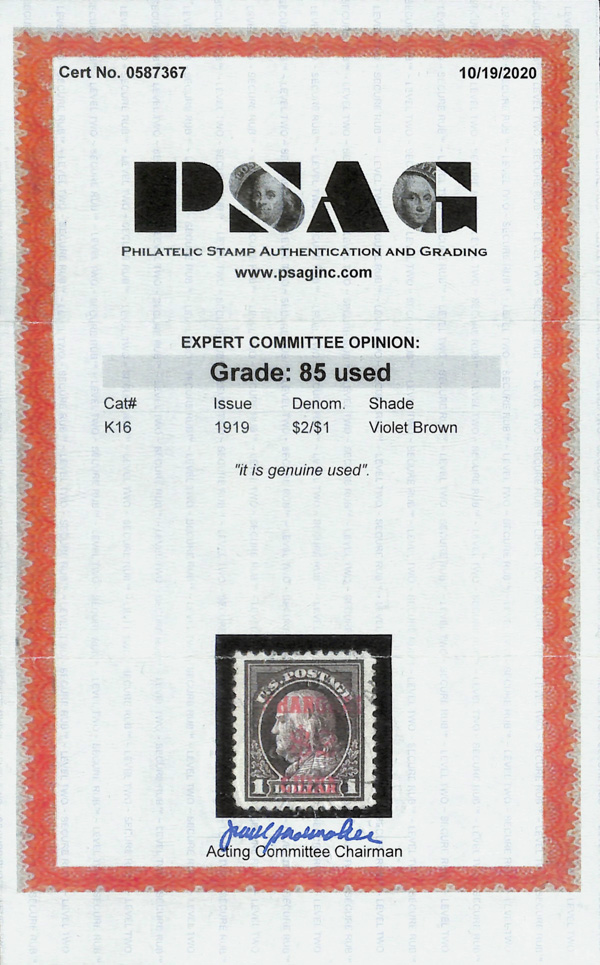 Cert No. 0587367
10/19/2020
PSAG
PHILATELIC STAMP AUTHENTICATION AND GRADING
www.psaginc.com
EXPERT COMMITTEE OPINION:
Grade: 85 used
Cat# Issue Denom. Shade
K16 1919 $2/$1 Violet Brown
"it is genuine used".
U.S. POSTAGE
1 DOLLAR 1
Acting Committee Chairman